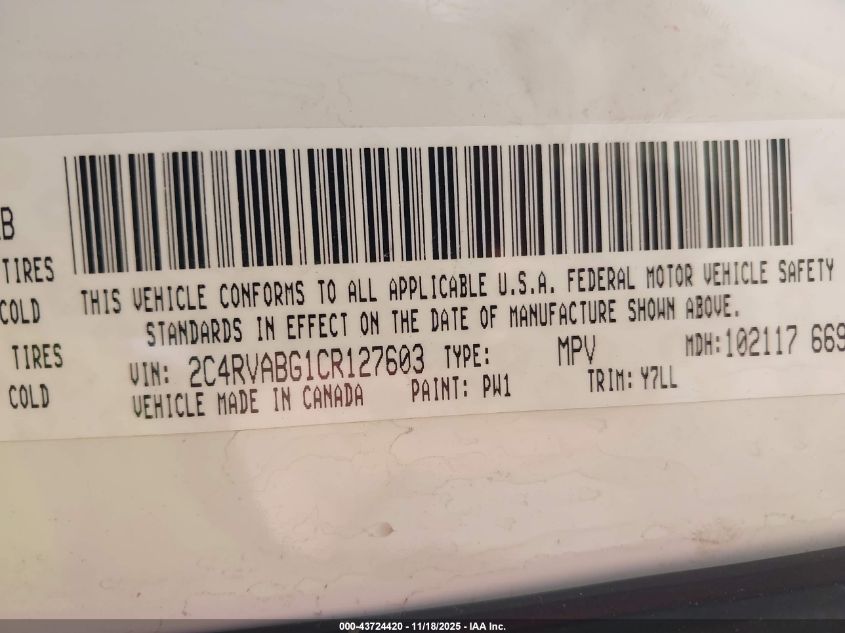 B
TIRES
COLD
TIRES
COLD
THIS VEHICLE CONFORMS TO ALL APPLICABLE U.S.A. FEDERAL MOTOR VEHICLE SAFETY
STANDARDS IN EFFECT ON THE DATE OF MANUFACTURE SHOWN ABOVE.
VIN: 2C4RVABG1CR127603 TYPE: MPV MDH:102117 669
VEHICLE MADE IN CANADA PAINT: PW1 TRIM: Y7LL
000-43724420 - 11/18/2025 - IAA Inc.